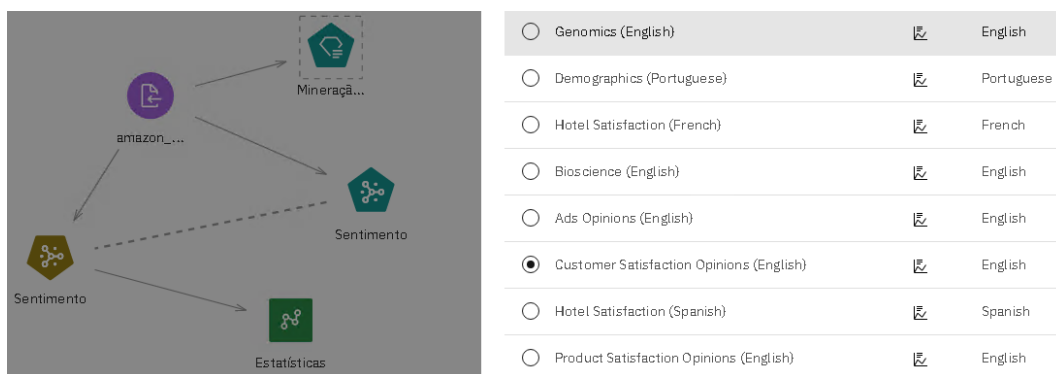 Mineraçã...
amazon_...
Sentimento
Sentimento
Estatísticas
Genomics (English) English
Demographics (Portuguese) Portuguese
Hotel Satisfaction (French) French
Bioscience (English) English
Ads Opinions (English) English
Customer Satisfaction Opinions (English) English
Hotel Satisfaction (Spanish) Spanish
Product Satisfaction Opinions (English) English